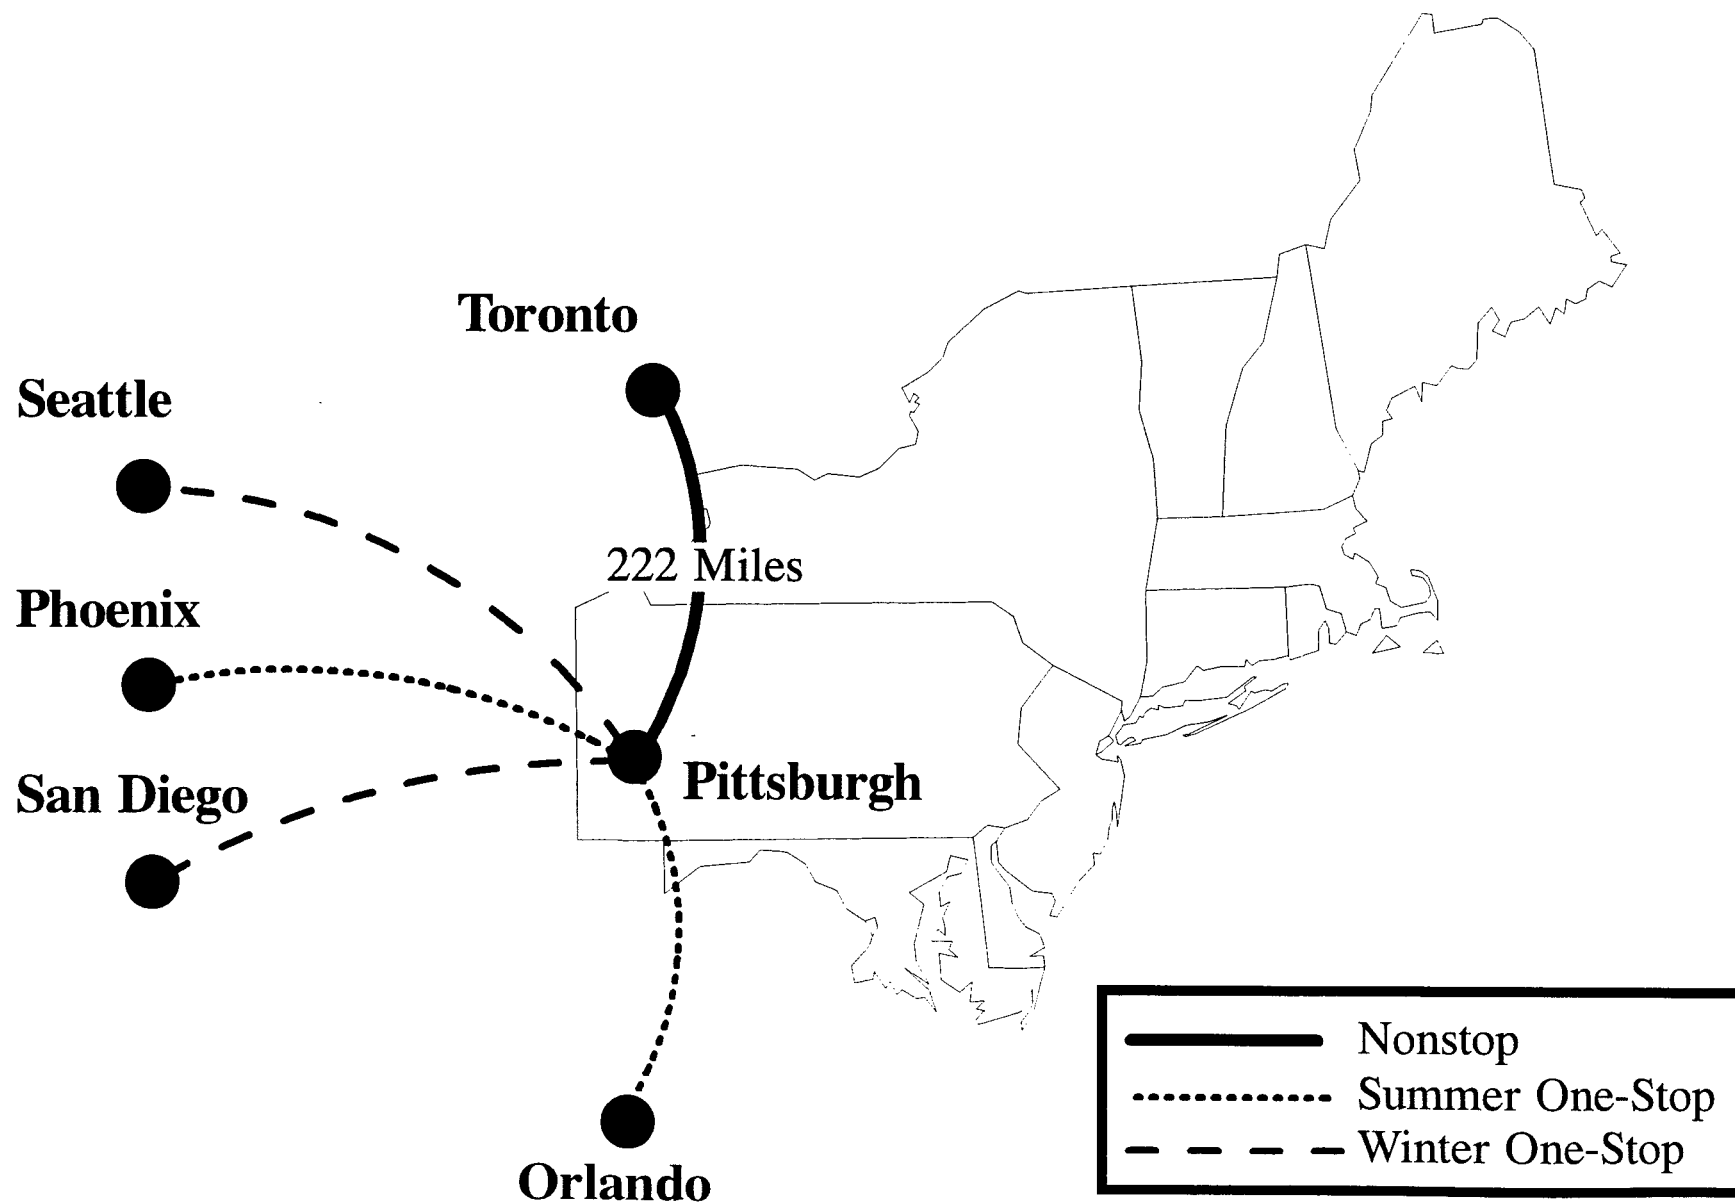 Toronto
Seattle
222 Miles
Phoenix
Pittsburgh
San Diego
Orlando
Nonstop
Summer One-Stop
Winter One-Stop